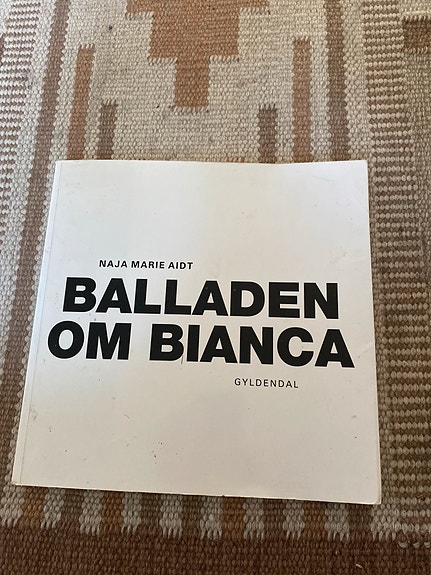 NAJA MARIE AIDT
BALLADEN
OM BIANCA
GYLDENDAL